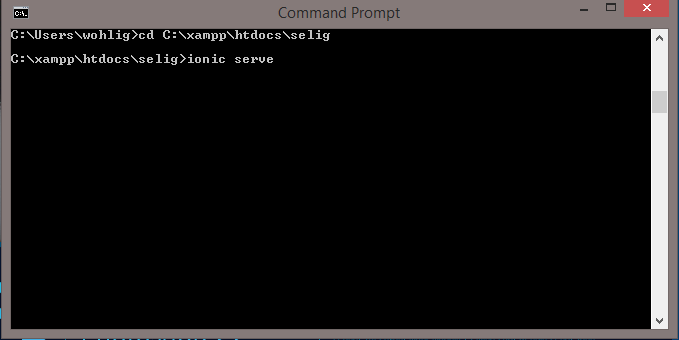 Command Prompt
C:\Users\wohlig>cd C:\xampp\htdocs\selig
C:\xampp\htdocs\selig>ionic serve